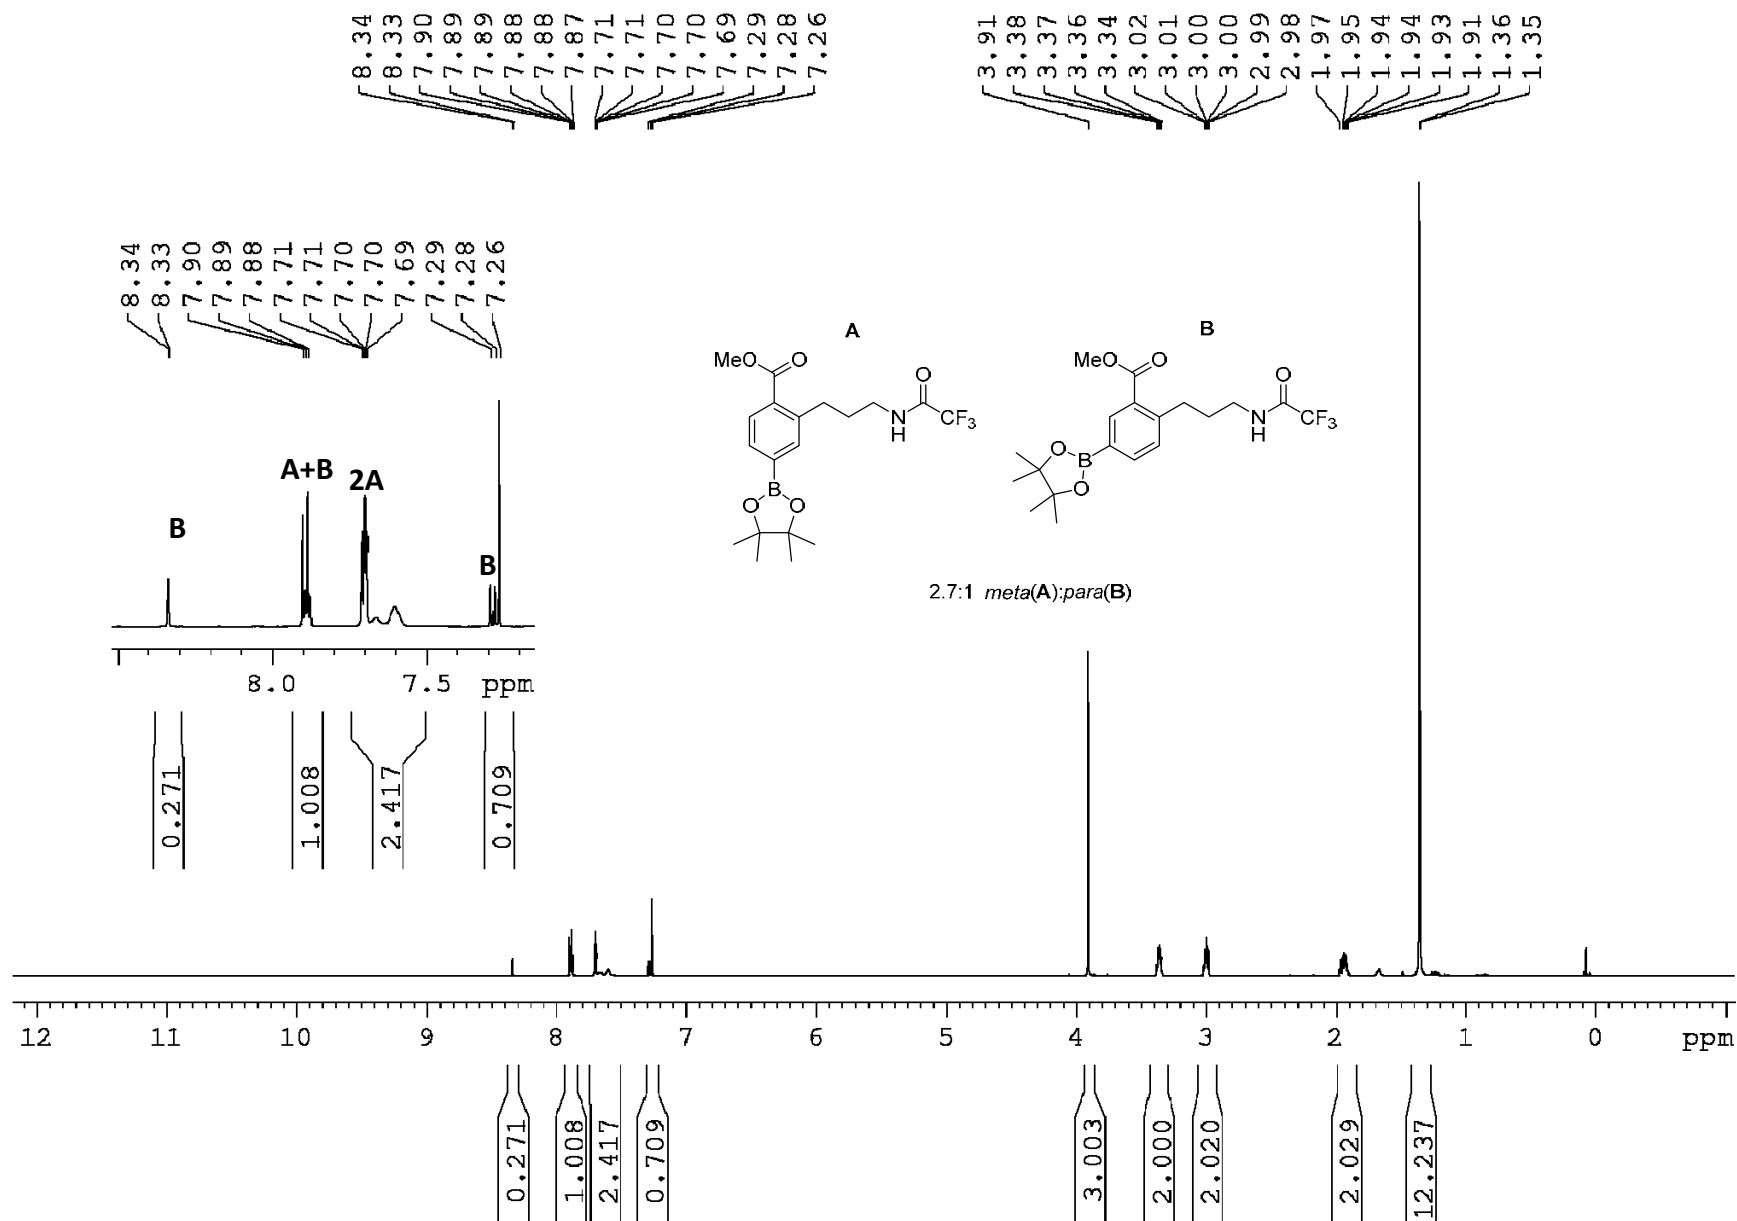 8.34
8.33
7.90
7.89
7.89
7.88
7.88
7.87
7.71
7.71
7.70
7.70
7.69
7.29
7.28
7.26
3.91
3.38
3.37
3.36
3.34
3.02
3.01
3.00
3.00
2.99
2.98
1.97
1.95
1.94
1.94
1.93
1.91
1.36
1.35
8.34
8.33
7.90
7.89
7.88
7.71
7.71
7.70
7.70
7.69
7.29
7.28
7.26
B
A+B
2A
B
8.0 7.5 ppm
0.271
1.008
2.417
0.709
A
MeO O
O
N
H
CF3
B
O O
B
MeO O
O
N
H
CF3
O
B
O
2.7:1 meta(A):para(B)
12 11 10 9 8 7 6 5 4 3 2 1 0 ppm
0.271
1.008
2.417
0.709
3.003
2.000
2.020
2.029
12.237